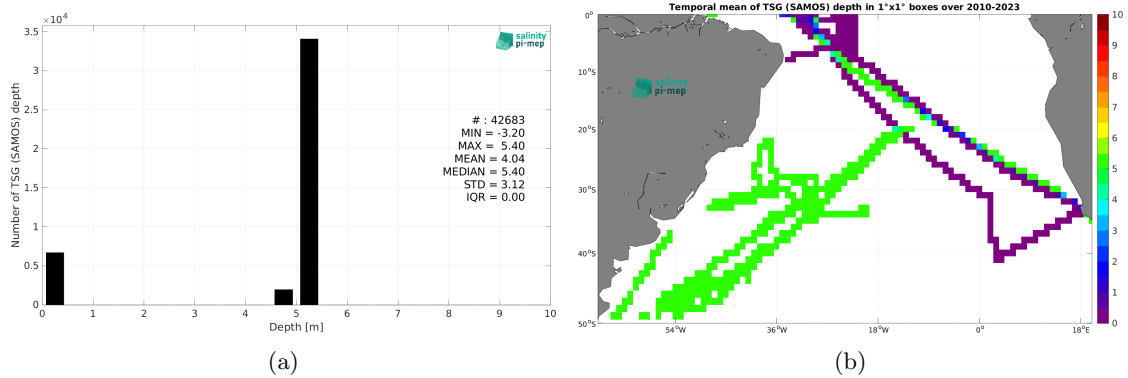 ×10⁴
3.5
3
2.5
2
1.5
1
0.5
0
Number of TSG (SAMOS) depth
0 1 2 3 4 5 6 7 8 9 10
Depth [m]
salinity
pi-mep
# : 42683
MIN = -3.20
MAX = 5.40
MEAN = 4.04
MEDIAN = 5.40
STD = 3.12
IQR = 0.00
(a)
Temporal mean of TSG (SAMOS) depth in 1°x1° boxes over 2010-2023
0°
10°S
20°S
30°S
40°S
50°S
54°W 36°W 18°W 0° 18°E
salinity
pi-mep
10
9
8
7
6
5
4
3
2
1
0
(b)